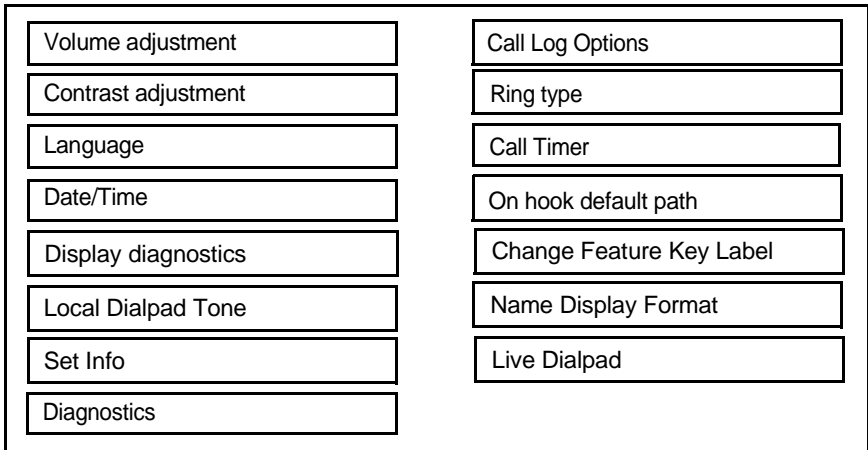 Volume adjustment
Contrast adjustment
Language
Date/Time
Display diagnostics
Local Dialpad Tone
Set Info
Diagnostics
Call Log Options
Ring type
Call Timer
On hook default path
Change Feature Key Label
Name Display Format
Live Dialpad